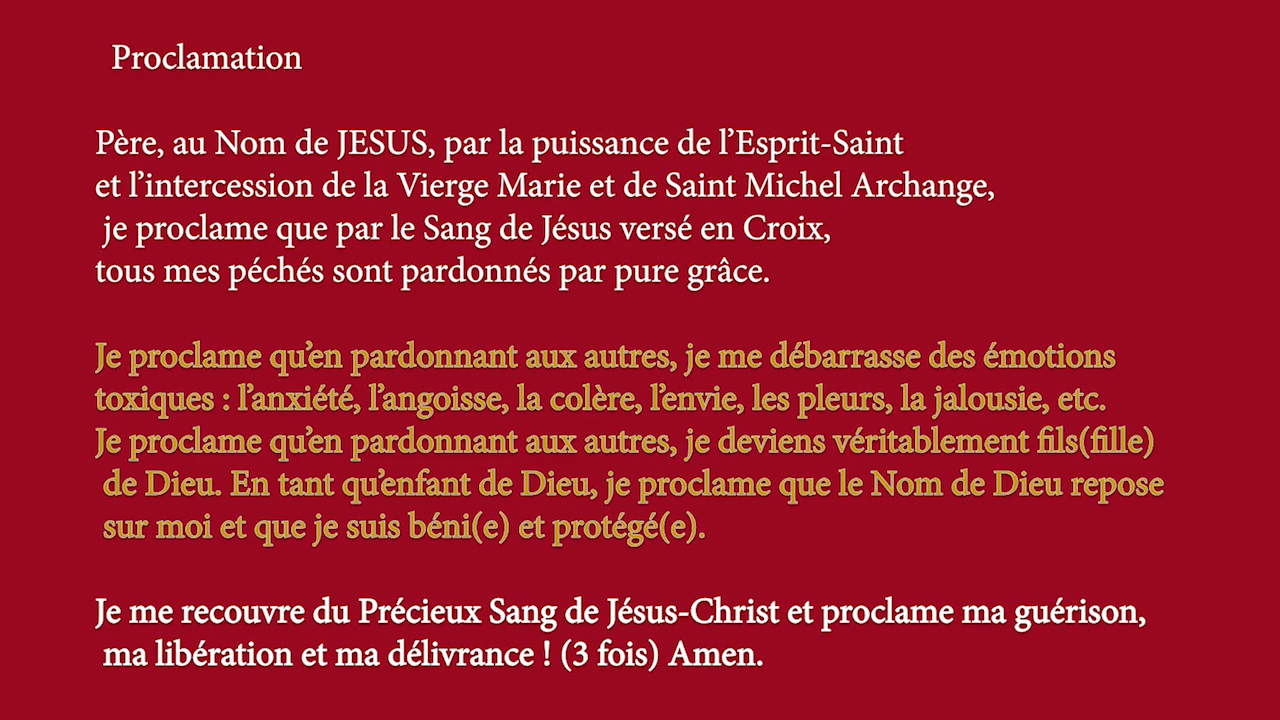 Proclamation
Père, au Nom de JESUS, par la puissance de l’Esprit-Saint
et l’intercession de la Vierge Marie et de Saint Michel Archange,
je proclame que par le Sang de Jésus versé en Croix,
tous mes péchés sont pardonnés par pure grâce.
Je proclame qu’en pardonnant aux autres, je me débarrasse des émotions
toxiques : l’anxiété, l’angoisse, la colère, l’envie, les pleurs, la jalousie, etc.
Je proclame qu’en pardonnant aux autres, je deviens véritablement fils(fille)
de Dieu. En tant qu’enfant de Dieu, je proclame que le Nom de Dieu repose
sur moi et que je suis béni(e) et protégé(e).
Je me recouvre du Précieux Sang de Jésus-Christ et proclame ma guérison,
ma libération et ma délivrance ! (3 fois) Amen.